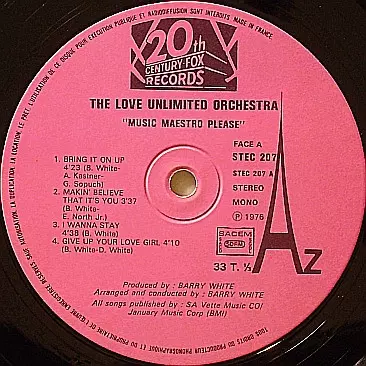 20th
CENTURY-FOX
RECORDS
THE LOVE UNLIMITED ORCHESTRA
"MUSIC MAESTRO PLEASE"
FACE A
STEC 207
STEC 207 A
STEREO
MONO
Ⓟ 1976
1. BRING IT ON UP
4'23 (B. White-
A. Kastner-
G. Sopuch)
2. MAKIN' BELIEVE
THAT IT'S YOU 3'37
(B. White-
E. North Jr.)
3. I WANNA STAY
4'38 (B. White)
4. GIVE UP YOUR LOVE GIRL 4'10
(B. White-D. White)
SACEM
SDRM
33 T. ⅓
AZ
Produced by : BARRY WHITE
Arranged and conducted by : BARRY WHITE
All songs published by : SA Vette Music CO/
January Music Corp (BMI)
TOUS DROITS DU PRODUCTEUR PHONOGRAPHIQUE ET DU PROPRIETAIRE DE L'ŒUVRE ENREGISTREE RESERVES. SAUF AUTORISATION, LA DUPLICATION, LA LOCATION, LE PRET, L'UTILISATION DE CE DISQUE POUR EXECUTION PUBLIQUE ET RADIODIFFUSION SONT INTERDITS. MADE IN FRANCE.